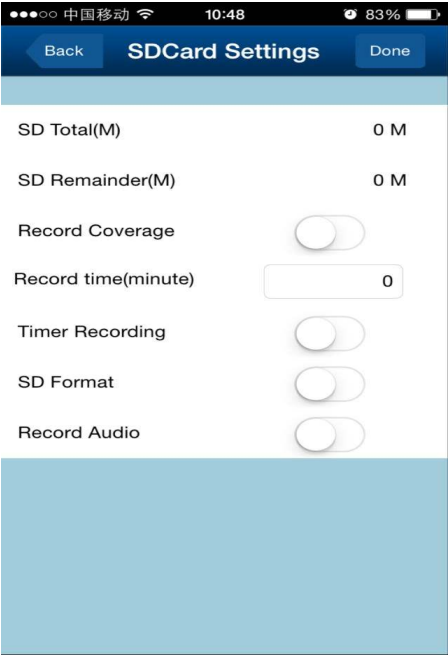 中国移动 10:48 83%
Back SDCard Settings Done
SD Total(M) 0 M
SD Remainder(M) 0 M
Record Coverage
Record time(minute) 0
Timer Recording
SD Format
Record Audio